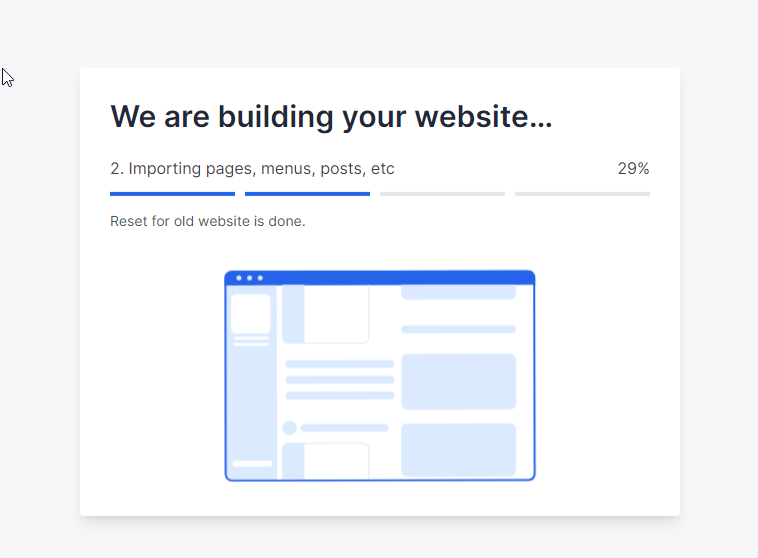 We are building your website...
2. Importing pages, menus, posts, etc 29%
Reset for old website is done.